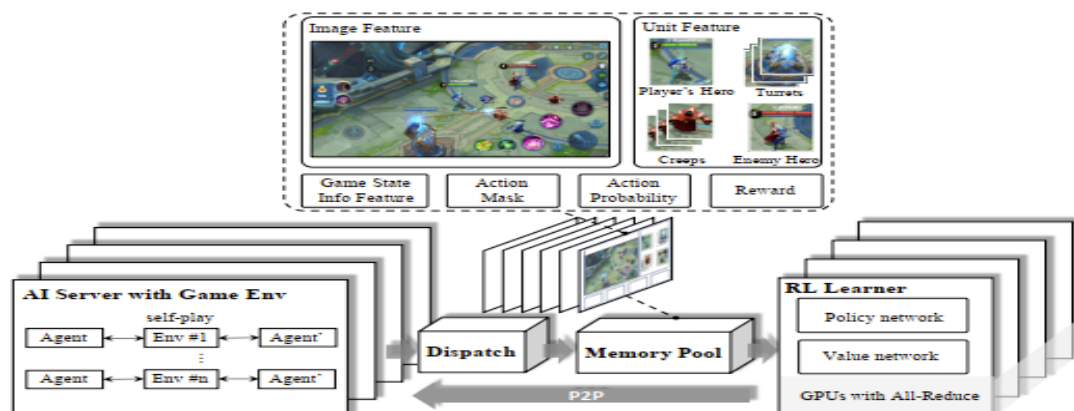 Image Feature
Unit Feature
Player's Hero
Turrets
Creeps
Enemy Hero
Game State
Info Feature
Action
Mask
Action
Probability
Reward
AI Server with Game Env
self-play
Agent
Env #1
Agent'
⋮
Agent
Env #n
Agent'
Dispatch
Memory Pool
RL Learner
Policy network
Value network
GPUs with All-Reduce
P2P